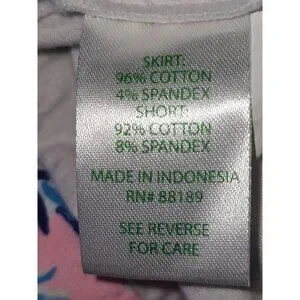 SKIRT:
96% COTTON
4% SPANDEX
SHORT:
92% COTTON
8% SPANDEX
MADE IN INDONESIA
RN# 88189
SEE REVERSE
FOR CARE